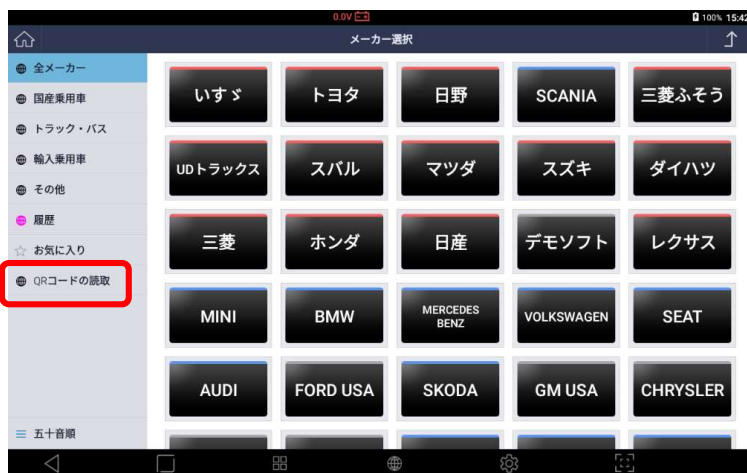 0.0V
100% 15:42
メーカー選択
全メーカー
国産乗用車
トラック・バス
輸入乗用車
その他
履歴
お気に入り
QRコードの読取
五十音順
いすゞ
トヨタ
日野
SCANIA
三菱ふそう
UDトラックス
スバル
マツダ
スズキ
ダイハツ
三菱
ホンダ
日産
デモソフト
レクサス
MINI
BMW
MERCEDES
BENZ
VOLKSWAGEN
SEAT
AUDI
FORD USA
SKODA
GM USA
CHRYSLER